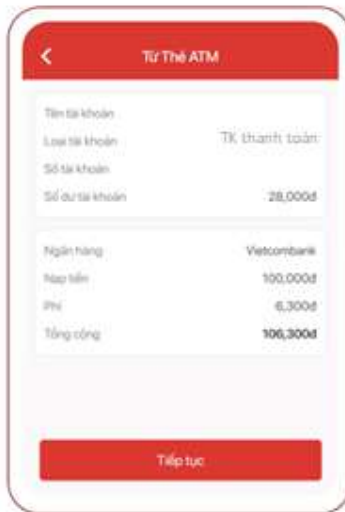 Từ Thẻ ATM
Tên tài khoản
Loại tài khoản TK thanh toán
Số tài khoản
Số dư tài khoản 28,000đ
Ngân hàng Vietcombank
Nạp tiền 100,000đ
Phí 6,300đ
Tổng cộng 106,300đ
Tiếp tục